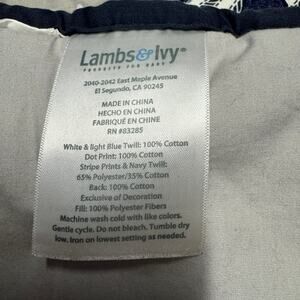 Lambs & Ivy®
PRODUCTS FOR BABY
2040-2042 East Maple Avenue
El Segundo, CA 90245
MADE IN CHINA
HECHO EN CHINA
FABRIQUÉ EN CHINE
RN #83285
White & light Blue Twill: 100% Cotton
Dot Print: 100% Cotton
Stripe Prints & Navy Twill:
65% Polyester/35% Cotton
Back: 100% Cotton
Exclusive of Decoration
Fill: 100% Polyester Fibers
Machine wash cold with like colors.
Gentle cycle. Do not bleach. Tumble dry
low. Iron on lowest setting as needed.